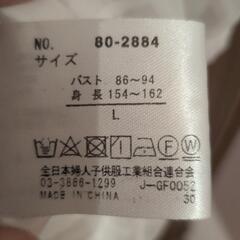 NO. 80-2884
サイズ
バスト 86~94
身長 154~162
L
全日本婦人子供服工業組合連合会
03-3886-1299 J-GF0052
MADE IN CHINA 30